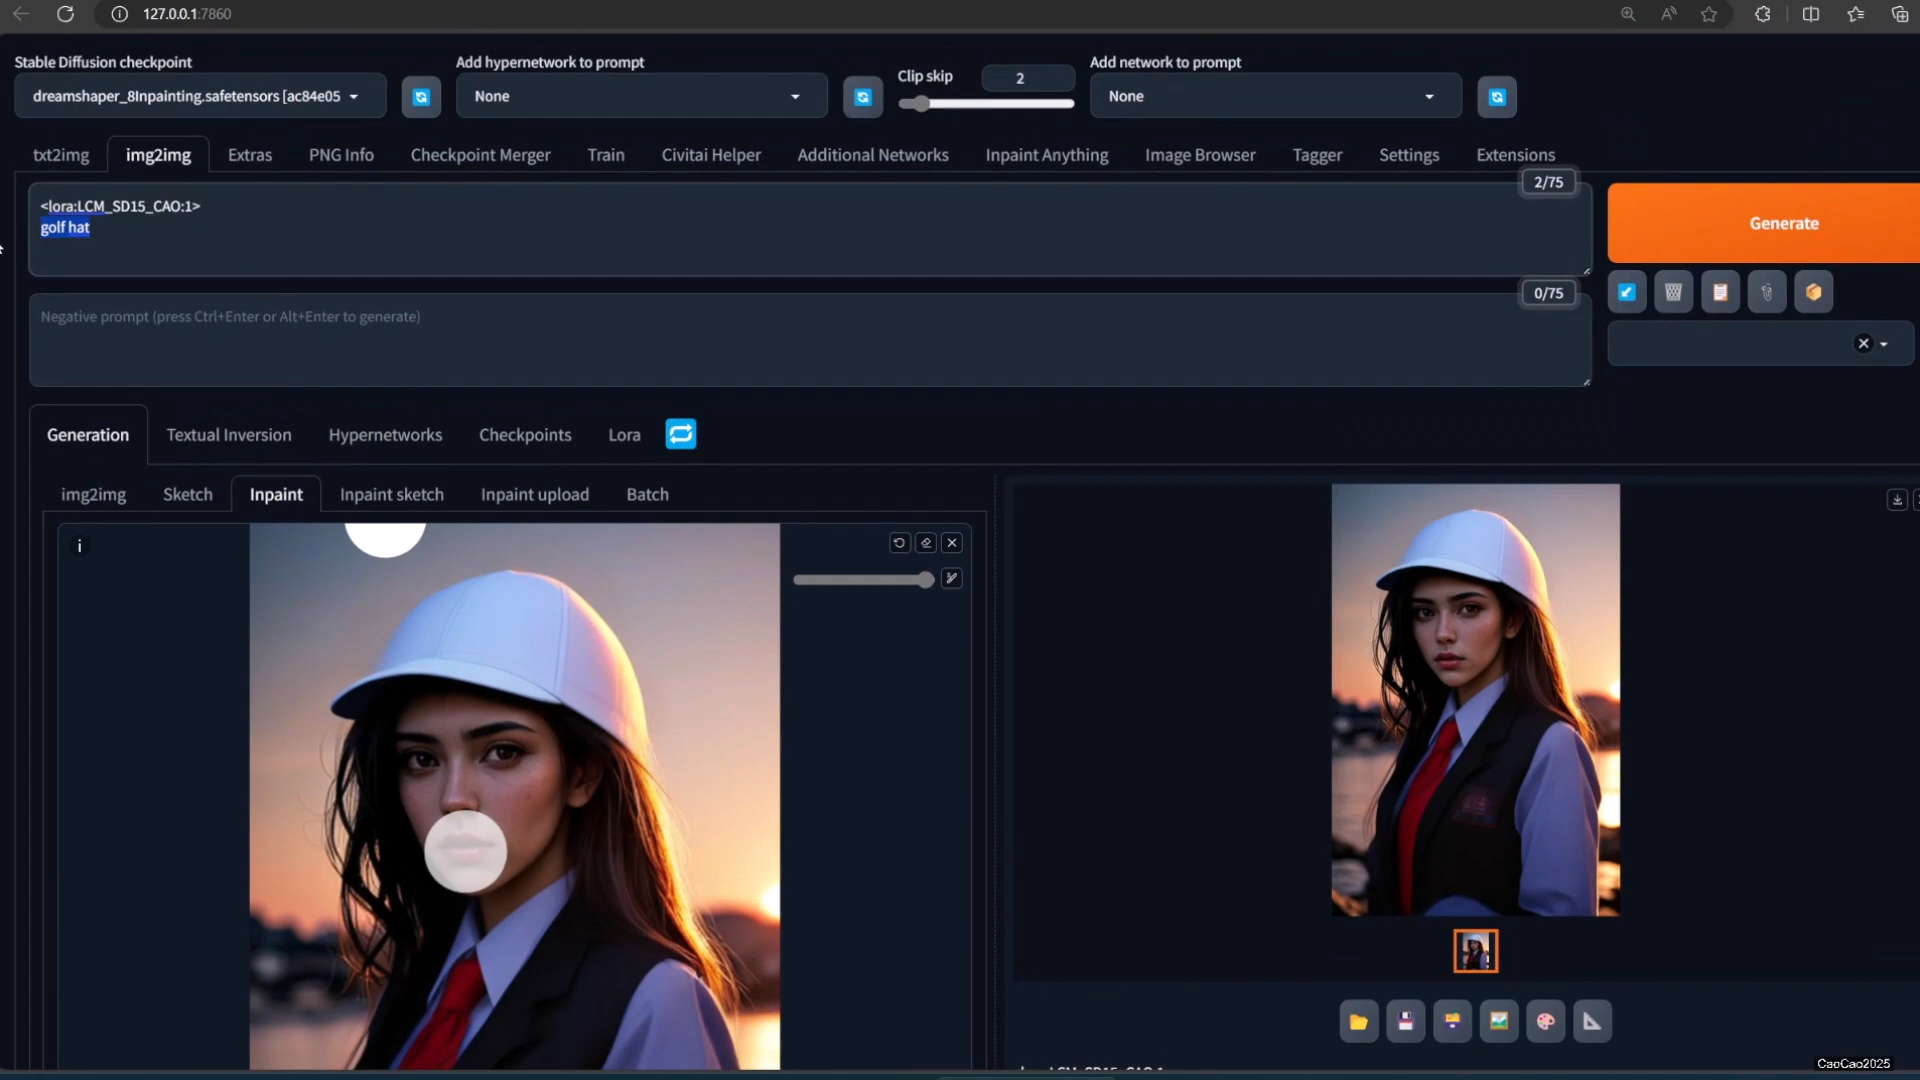 127.0.0.1:7860
Stable Diffusion checkpoint
Add hypernetwork to prompt
Clip skip
2
Add network to prompt
dreamshaper_8Inpainting.safetensors [ac84e05
None
None
txt2img
img2img
Extras
PNG Info
Checkpoint Merger
Train
Civitai Helper
Additional Networks
Inpaint Anything
Image Browser
Tagger
Settings
Extensions
2/75
<lora:LCM_SD15_CAO:1>
golf hat
Generate
0/75
Negative prompt (press Ctrl+Enter or Alt+Enter to generate)
Generation
Textual Inversion
Hypernetworks
Checkpoints
Lora
img2img
Sketch
Inpaint
Inpaint sketch
Inpaint upload
Batch
CaoCao2025